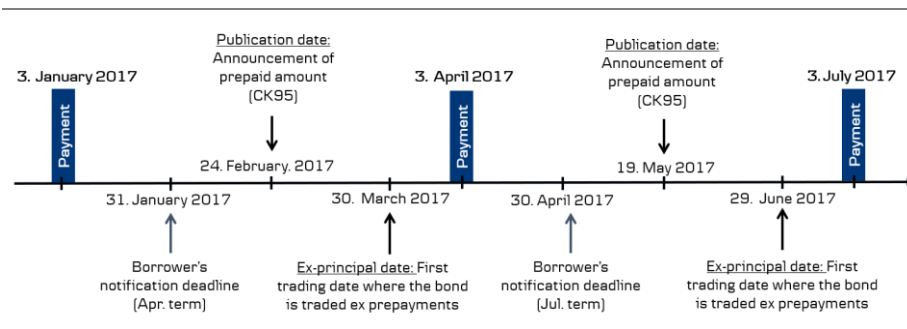 Publication date:
Announcement of
prepaid amount
(CK95)
Publication date:
Announcement of
prepaid amount
(CK95)
3. January 2017
3. April 2017
3.July 2017
Payment
Payment
Payment
24. February. 2017
19. May 2017
31. January 2017
30. March 2017
30. April 2017
29. June 2017
Borrower's
notification deadline
(Apr. term)
Ex-principal date: First
trading date where the bond
is traded ex prepayments
Borrower's
notification deadline
(Jul. term)
Ex-principal date: First
trading date where the bond
is traded ex prepayments